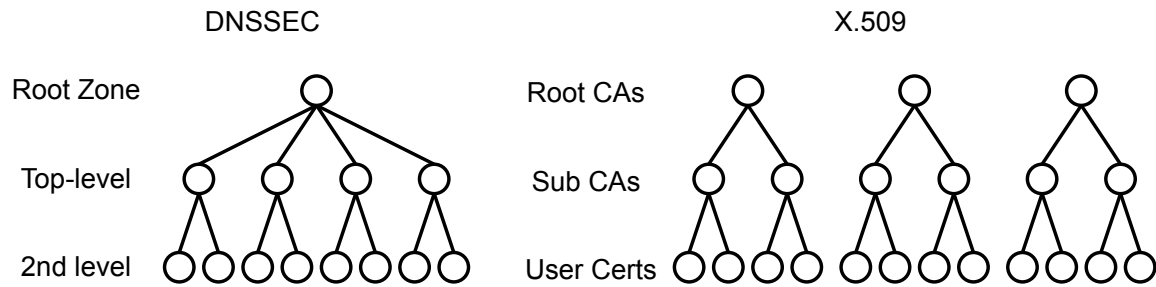 DNSSEC
Root Zone
Top-level
2nd level
X.509
Root CAs
Sub CAs
User Certs